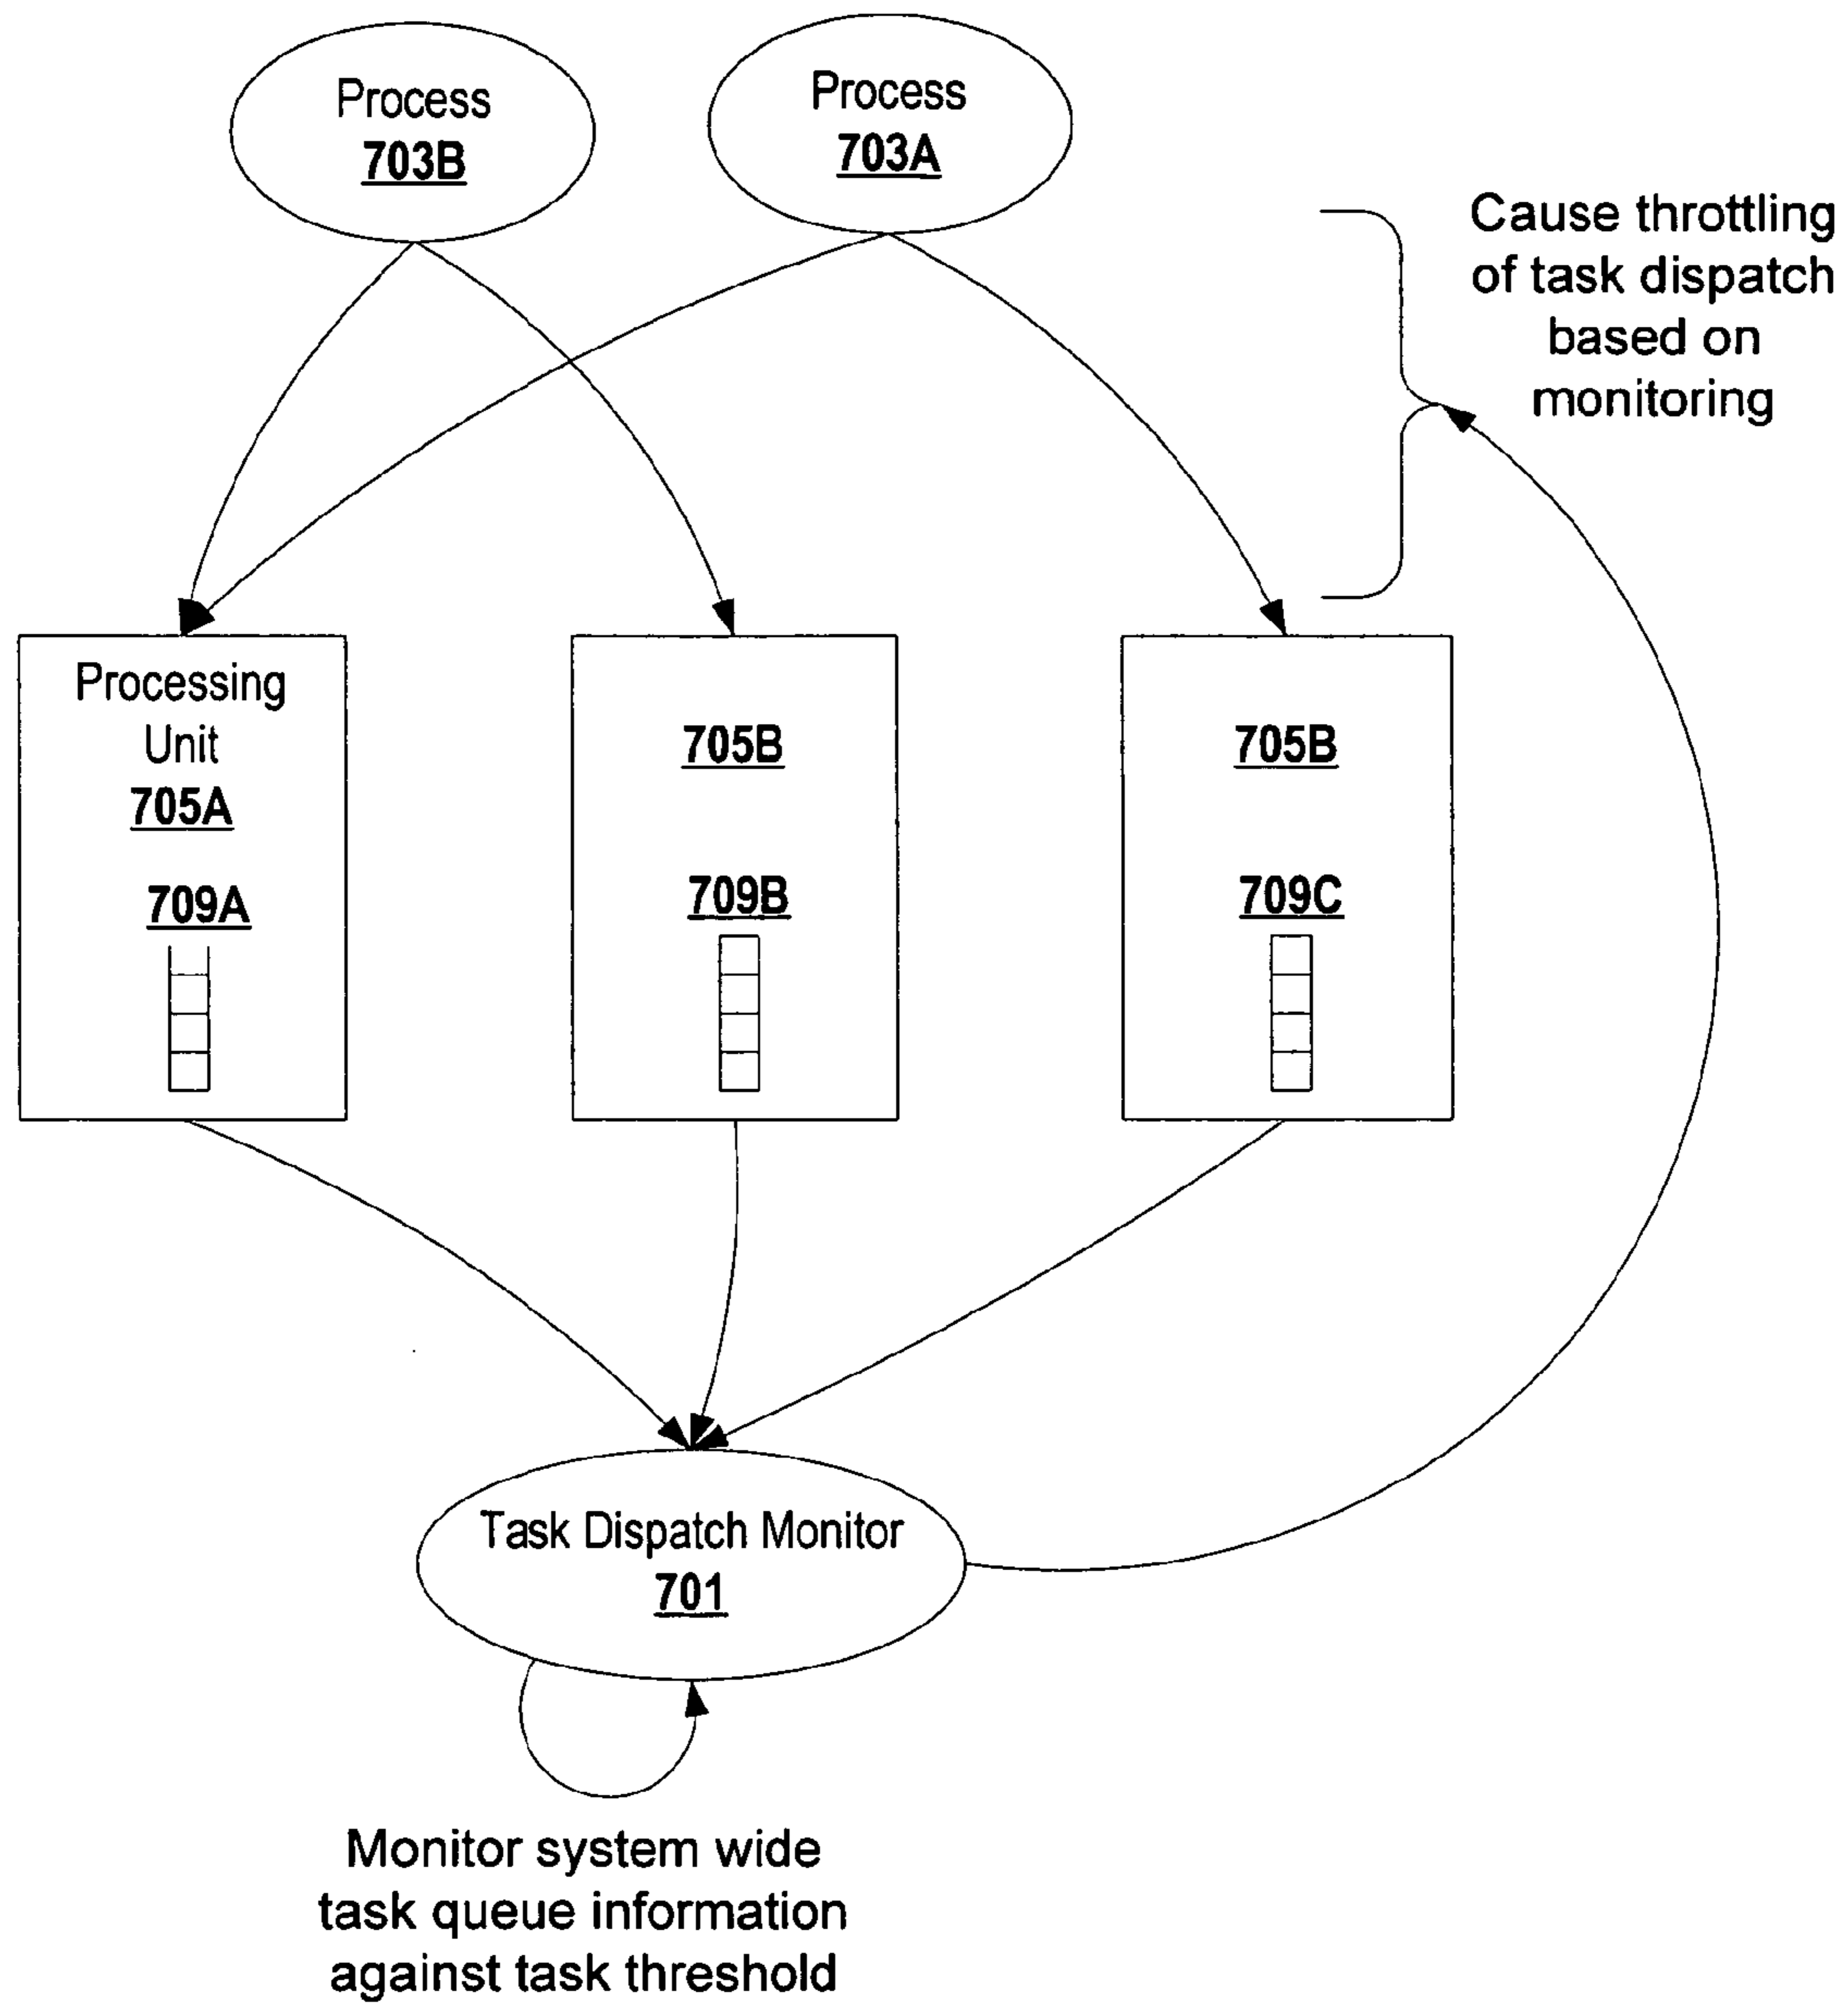 Process
703B
Process
703A
Cause throttling
of task dispatch
based on
monitoring
Processing
Unit
705A
709A
705B
709B
705B
709C
Task Dispatch Monitor
701
Monitor system wide
task queue information
against task threshold